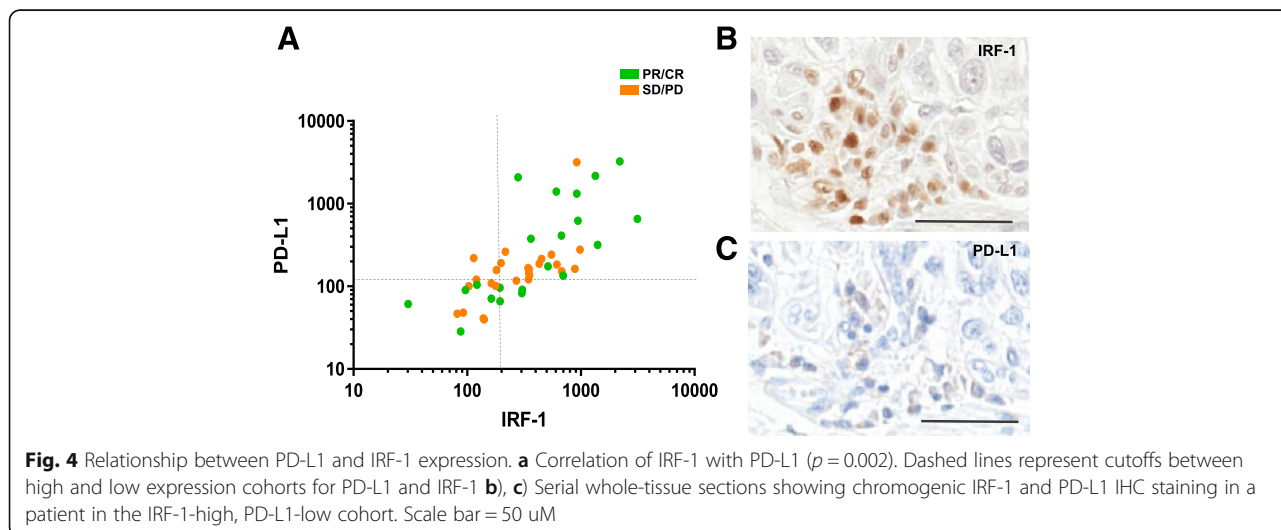 A
PR/CR
SD/PD
10000
1000
100
10
PD-L1
10
100
1000
10000
IRF-1
B
IRF-1
C
PD-L1
Fig. 4 Relationship between PD-L1 and IRF-1 expression. a Correlation of IRF-1 with PD-L1 (p = 0.002). Dashed lines represent cutoffs between
high and low expression cohorts for PD-L1 and IRF-1 b), c) Serial whole-tissue sections showing chromogenic IRF-1 and PD-L1 IHC staining in a
patient in the IRF-1-high, PD-L1-low cohort. Scale bar = 50 uM